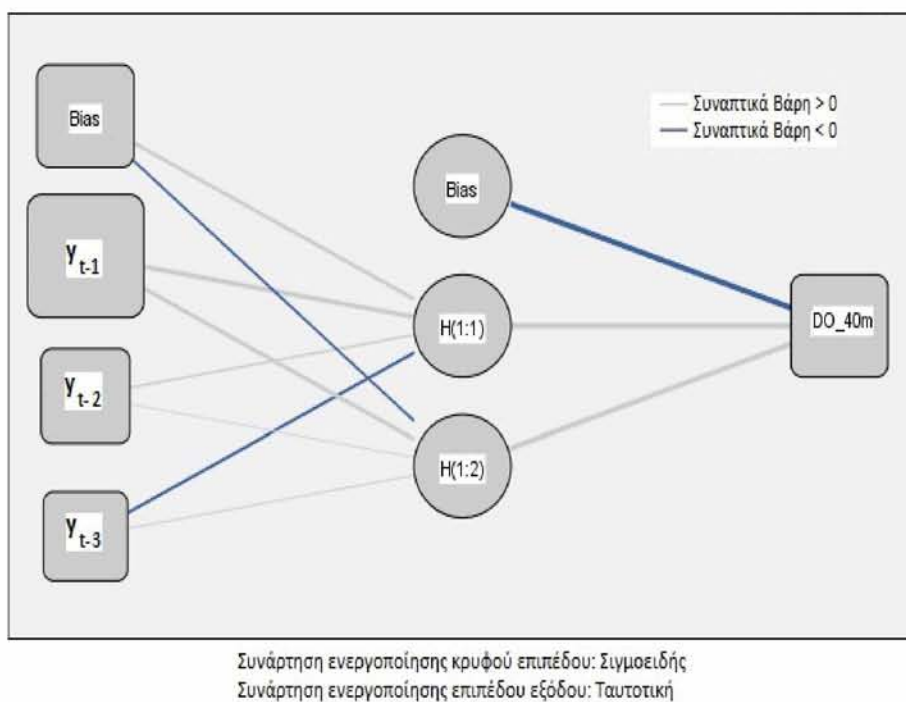 Bias
y t-1
y t-2
y t-3
Bias
H(1:1)
H(1:2)
DO_40m
Συναπτικά Βάρη > 0
Συναπτικά Βάρη < 0
Συνάρτηση ενεργοποίησης κρυφού επιπέδου: Σιγμοειδής
Συνάρτηση ενεργοποίησης επιπέδου εξόδου: Ταυτοτική